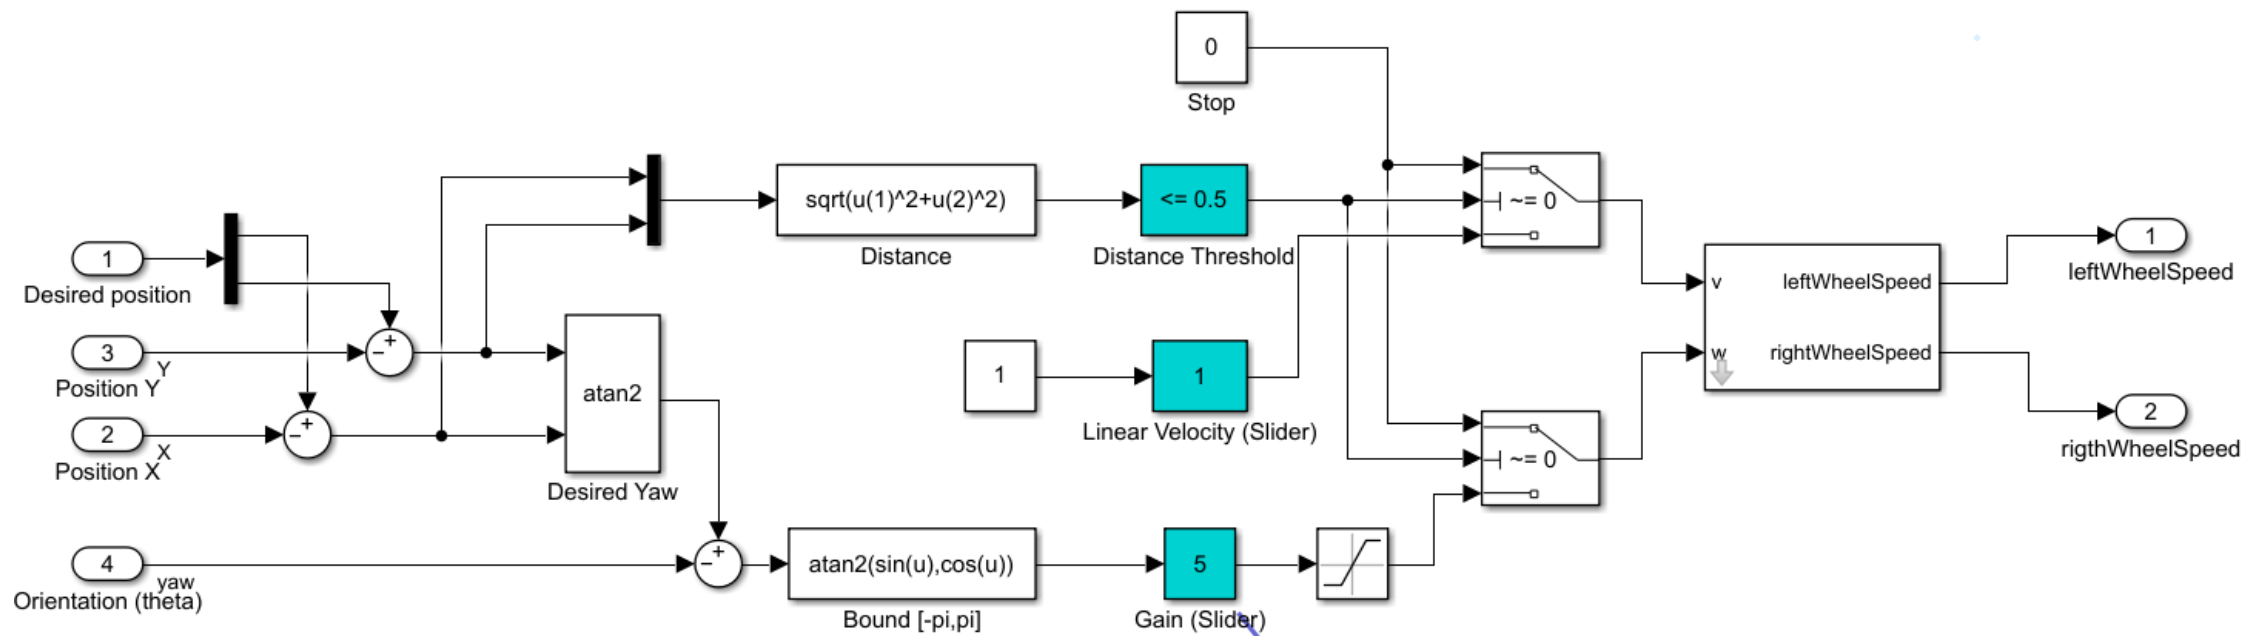 0
Stop
sqrt(u(1)^2+u(2)^2)
Distance
<= 0.5
Distance Threshold
~= 0
1
Desired position
3
Y
Position Y
2
X
Position X
+
−
+
−
atan2
Desired Yaw
1
1
Linear Velocity (Slider)
~= 0
v
leftWheelSpeed
w
rightWheelSpeed
1
leftWheelSpeed
2
rigthWheelSpeed
4
yaw
Orientation (theta)
+
−
atan2(sin(u),cos(u))
Bound [-pi,pi]
5
Gain (Slider)